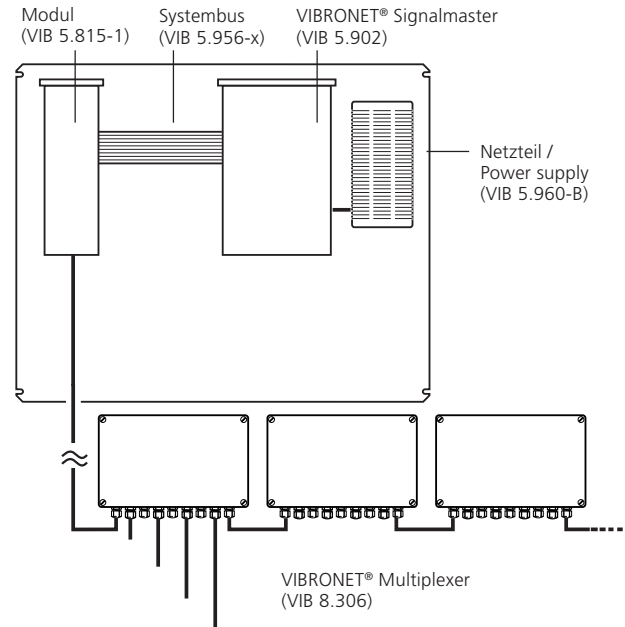 Modul
(VIB 5.815-1)
Systembus
(VIB 5.956-x)
VIBRONET® Signalmaster
(VIB 5.902)
Netzteil /
Power supply
(VIB 5.960-B)
VIBRONET® Multiplexer
(VIB 8.306)